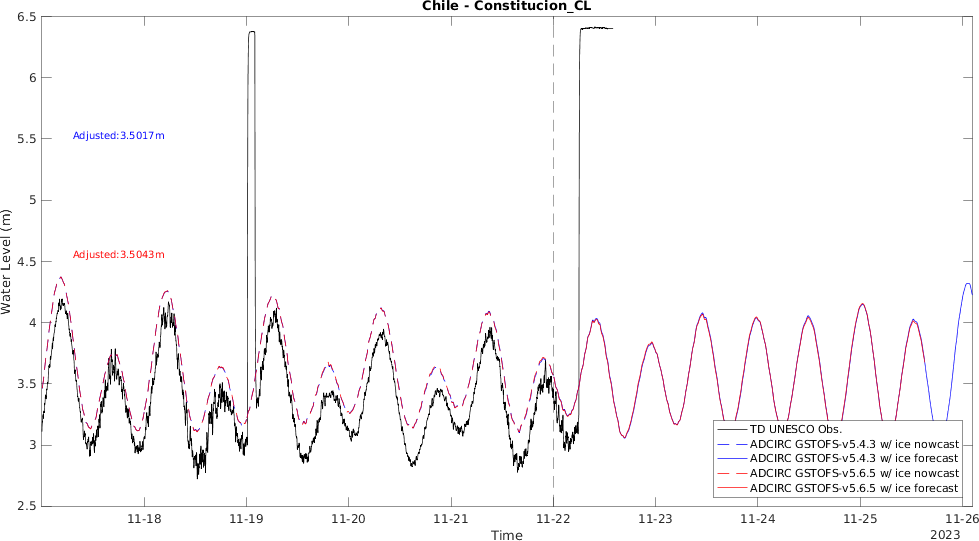 Chile - Constitucion_CL
6.5
6
5.5
5
4.5
4
3.5
3
2.5
Water Level (m)
Adjusted:3.5017m
Adjusted:3.5043m
TD UNESCO Obs.
ADCIRC GSTOFS-v5.4.3 w/ ice nowcast
ADCIRC GSTOFS-v5.4.3 w/ ice forecast
ADCIRC GSTOFS-v5.6.5 w/ ice nowcast
ADCIRC GSTOFS-v5.6.5 w/ ice forecast
11-18 11-19 11-20 11-21 11-22 11-23 11-24 11-25 11-26
Time
2023